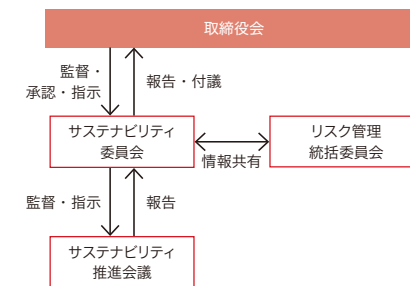 取締役会
監督・
承認・指示
報告・付議
サステナビリティ
委員会
情報共有
リスク管理
統括委員会
監督・指示
報告
サステナビリティ
推進会議